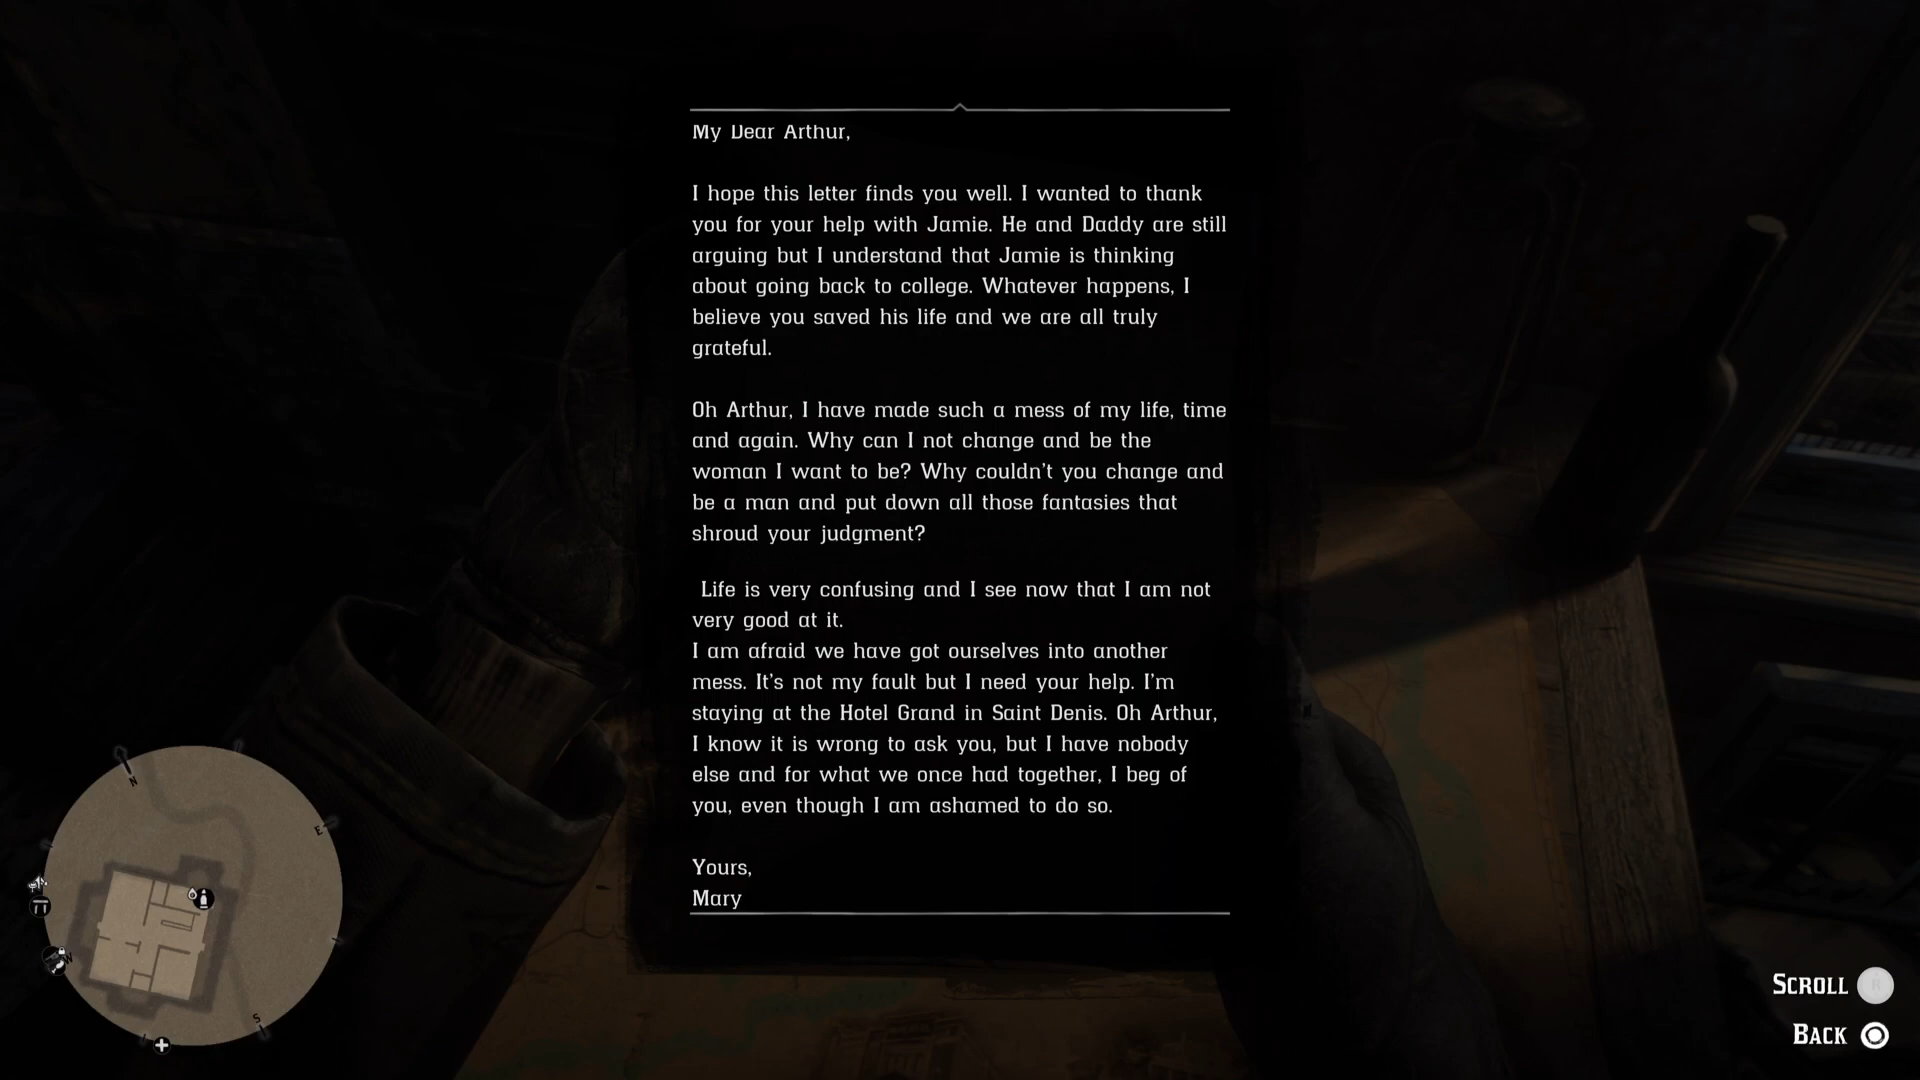 My Dear Arthur,
I hope this letter finds you well. I wanted to thank
you for your help with Jamie. He and Daddy are still
arguing but I understand that Jamie is thinking
about going back to college. Whatever happens, I
believe you saved his life and we are all truly
grateful.
Oh Arthur, I have made such a mess of my life, time
and again. Why can I not change and be the
woman I want to be? Why couldn't you change and
be a man and put down all those fantasies that
shroud your judgment?
Life is very confusing and I see now that I am not
very good at it.
I am afraid we have got ourselves into another
mess. It's not my fault but I need your help. I'm
staying at the Hotel Grand in Saint Denis. Oh Arthur,
I know it is wrong to ask you, but I have nobody
else and for what we once had together, I beg of
you, even though I am ashamed to do so.
Yours,
Mary
N
E
S
SCROLL R
BACK